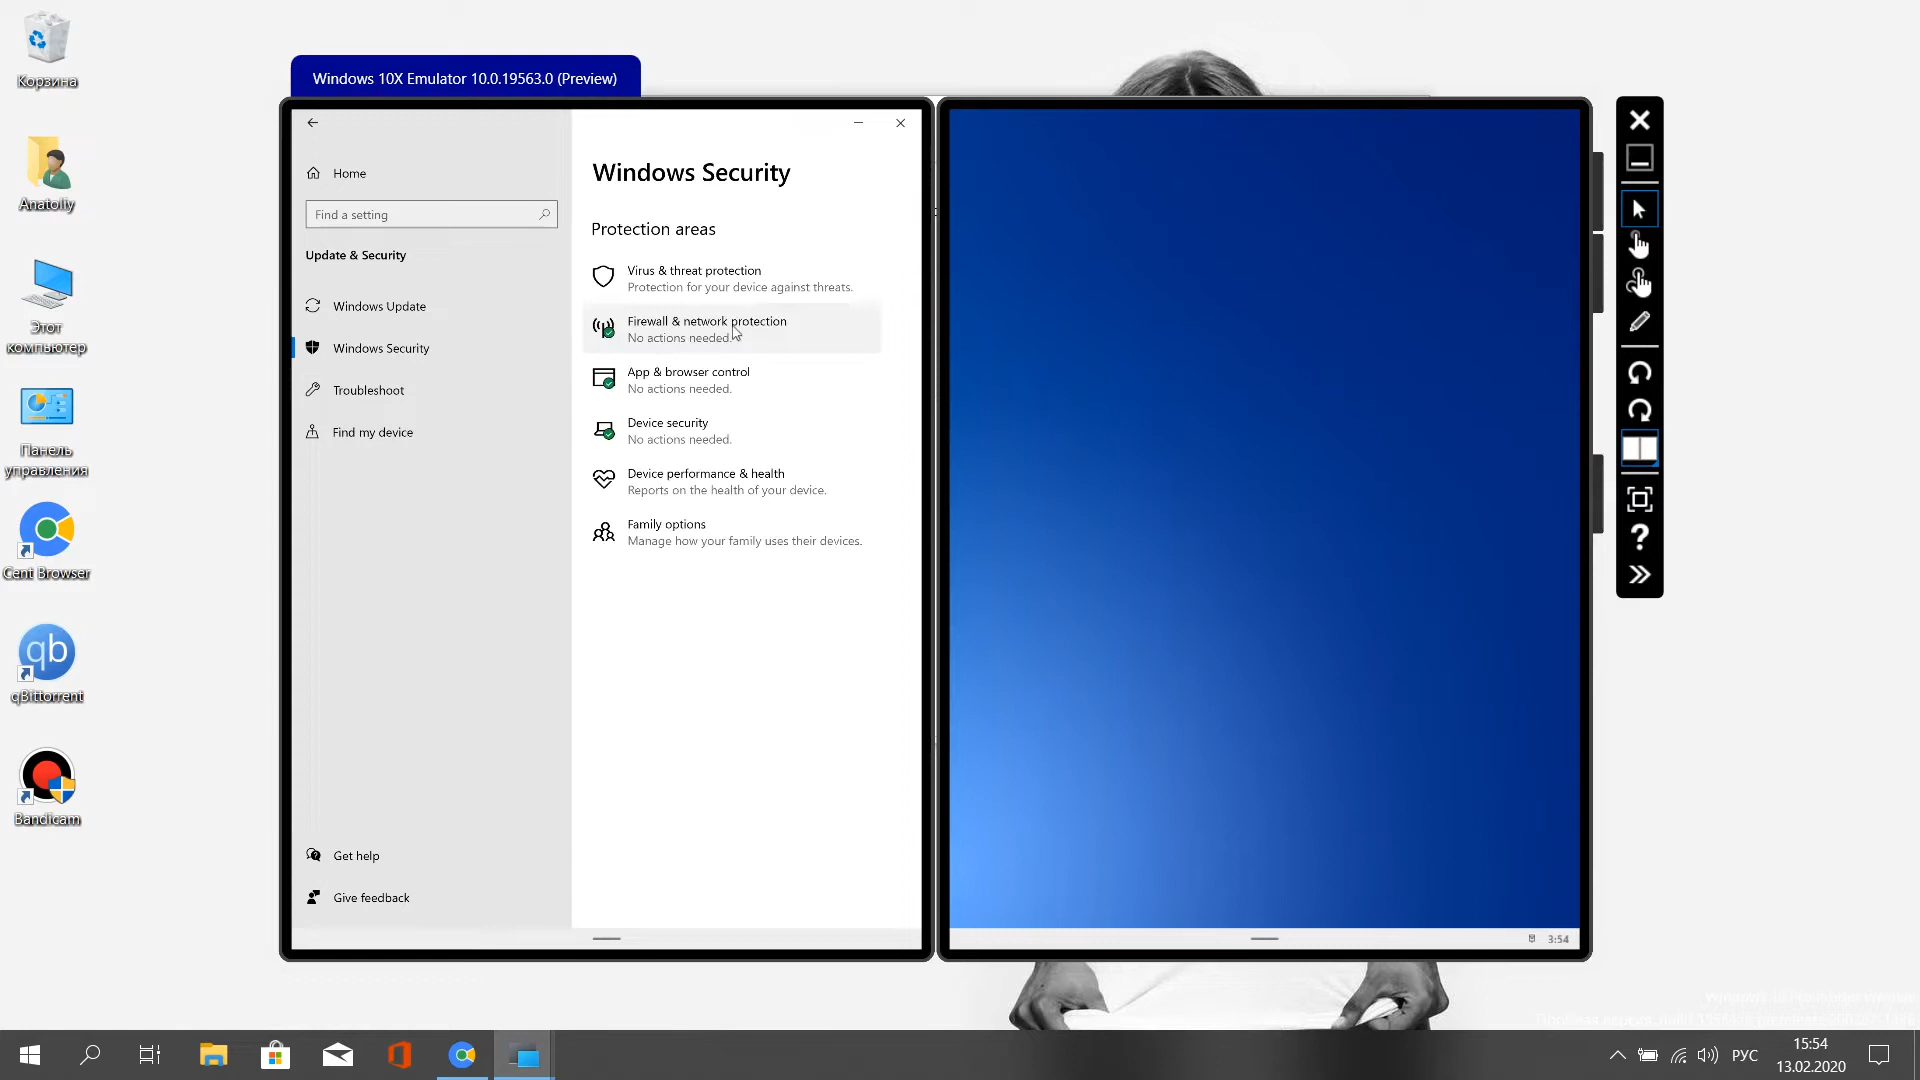 Корзина
Anatoliy
Этот
компьютер
Панель
управления
Cent Browser
qb
qBittorrent
Bandicam
Windows 10X Emulator 10.0.19563.0 (Preview)
Home
Find a setting
Update & Security
Windows Update
Windows Security
Troubleshoot
Find my device
Get help
Give feedback
Windows Security
Protection areas
Virus & threat protection
Protection for your device against threats.
Firewall & network protection
No actions needed.
App & browser control
No actions needed.
Device security
No actions needed.
Device performance & health
Reports on the health of your device.
Family options
Manage how your family uses their devices.
3:54
РУС
15:54
13.02.2020